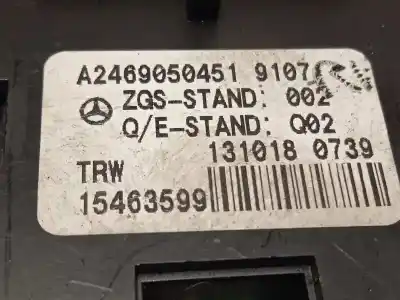 A2469050451 9107
ZGS-STAND: 002
Q/E-STAND: Q02
131018 0739
TRW
15463599